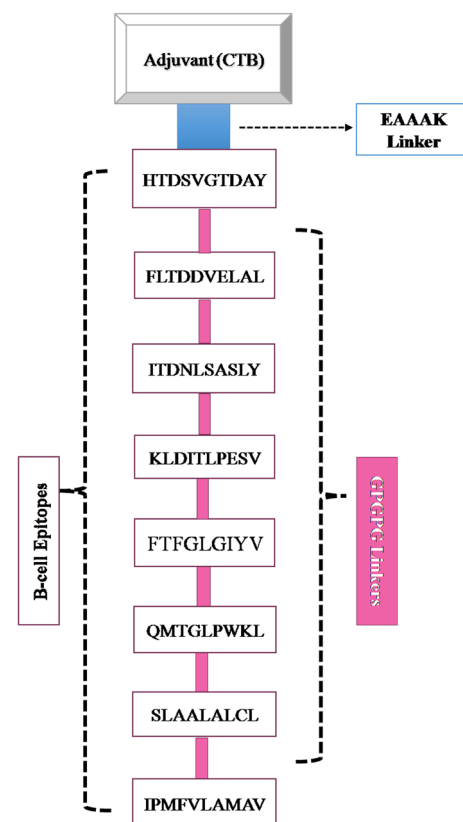 Adjuvant (CTB)
EAAAK
Linker
HTDSVGTDAY
FLTDDVELAL
ITDNLSASLY
KLDITLPESV
B-cell Epitopes
GPGPG Linkers
FTFGLGIYV
QMTGLPWKL
SLAALALCL
IPMFVLAMAV